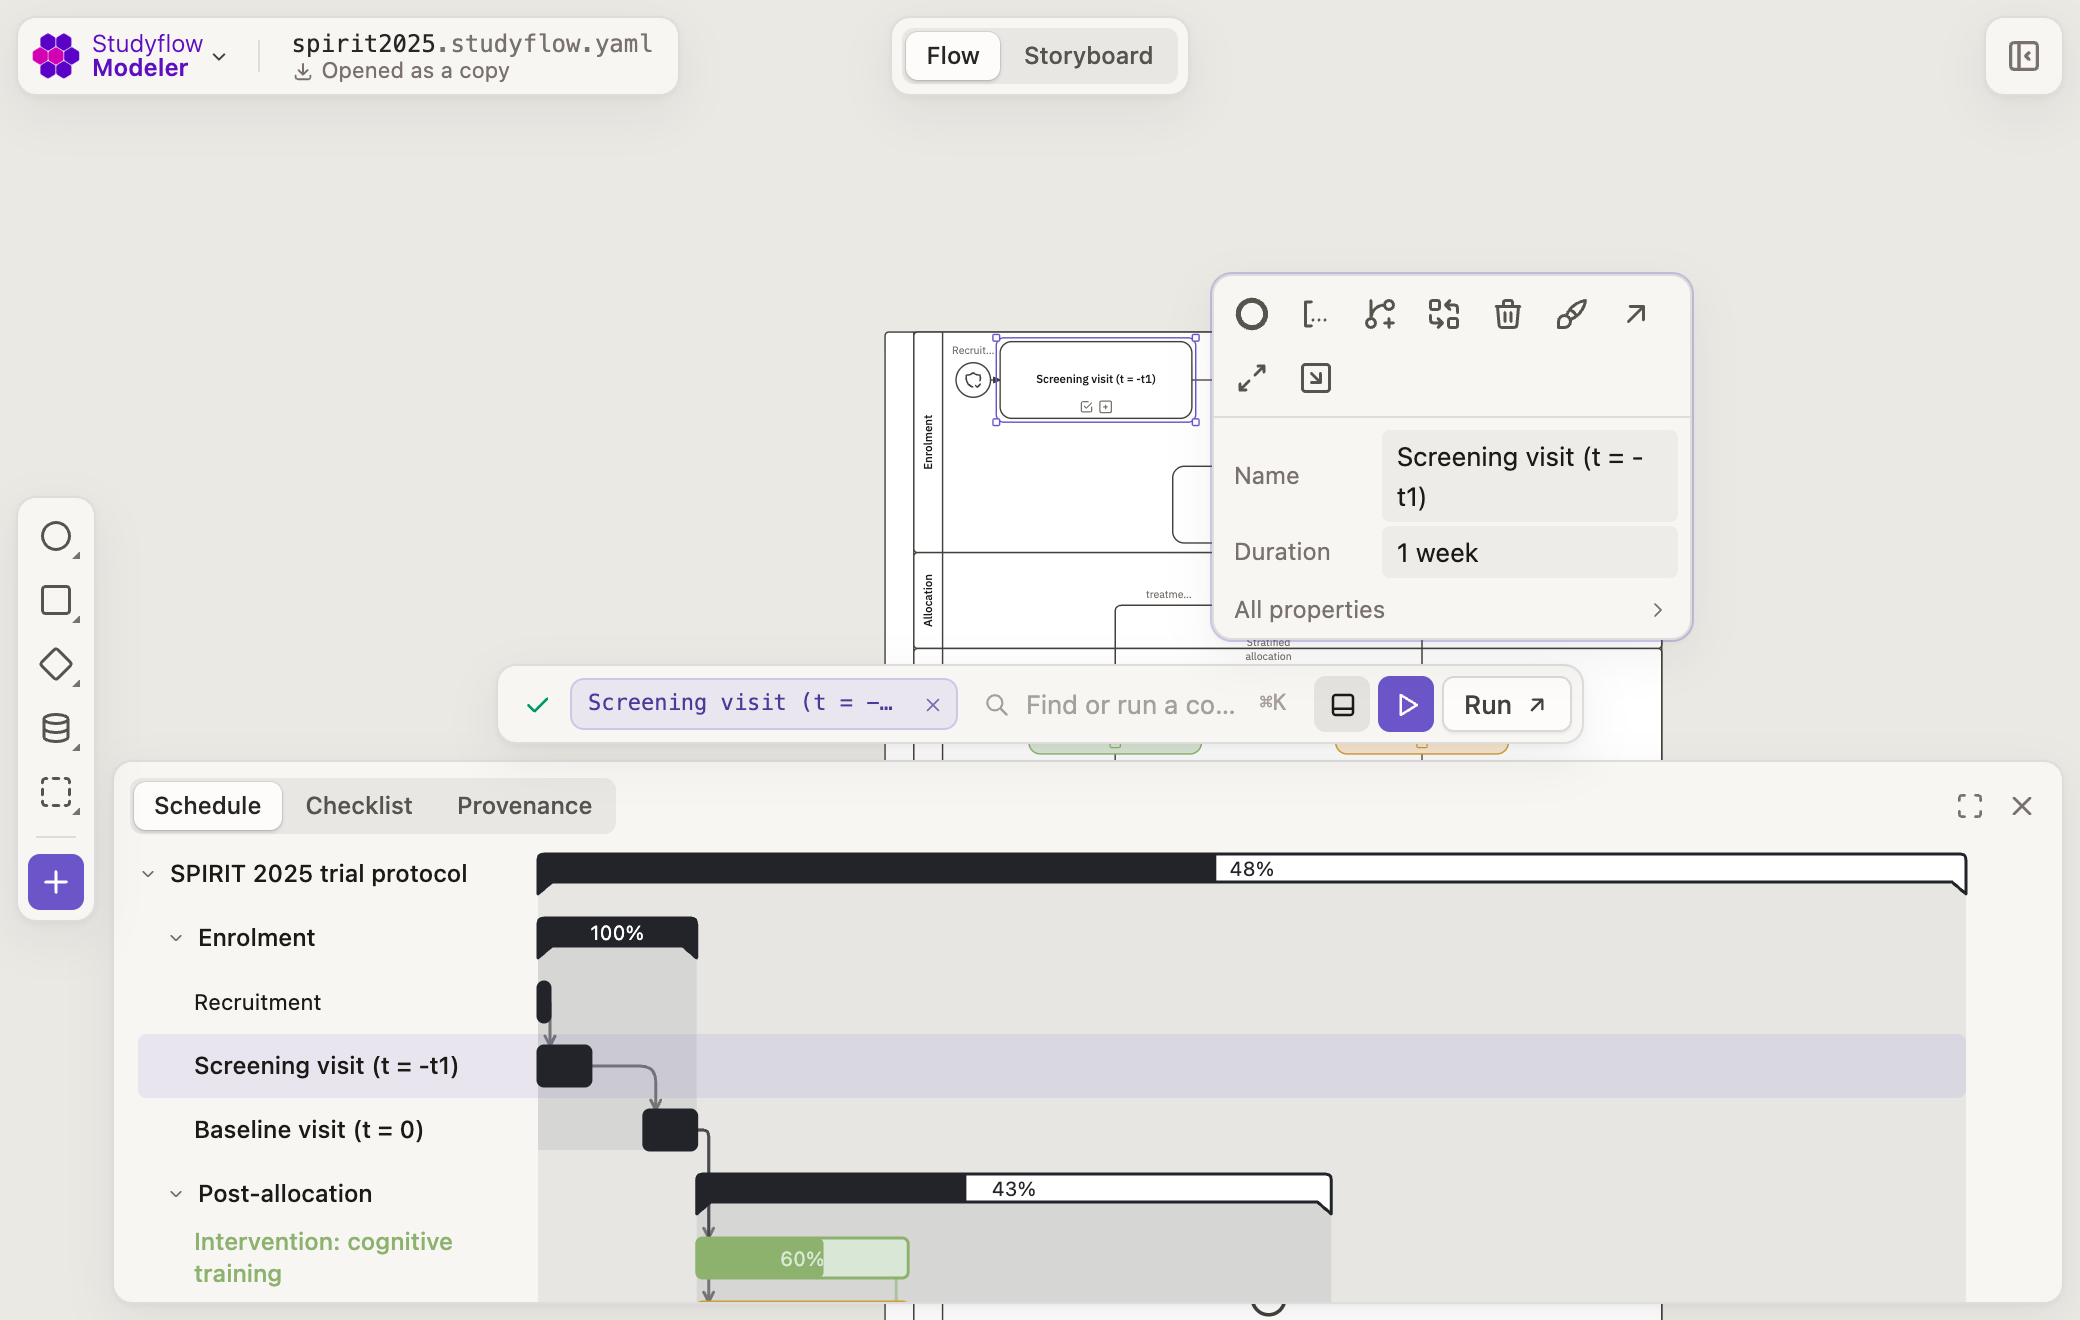 Studyflow
Modeler
spirit2025.studyflow.yaml
Opened as a copy
Flow
Storyboard
Recruit...
Screening visit (t = -t1)
Enrolment
Name
Screening visit (t = -
t1)
Duration
1 week
All properties
Allocation
treatme...
Stratified
allocation
Screening visit (t = –…
Find or run a co...
⌘K
Run
Schedule
Checklist
Provenance
SPIRIT 2025 trial protocol
48%
Enrolment
100%
Recruitment
Screening visit (t = -t1)
Baseline visit (t = 0)
Post-allocation
43%
Intervention: cognitive
training
60%